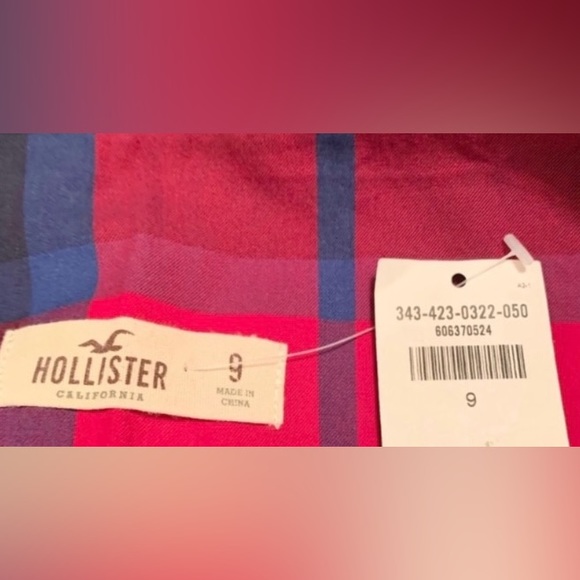 HOLLISTER
CALIFORNIA
9
MADE IN
CHINA
343-423-0322-050
606370524
9